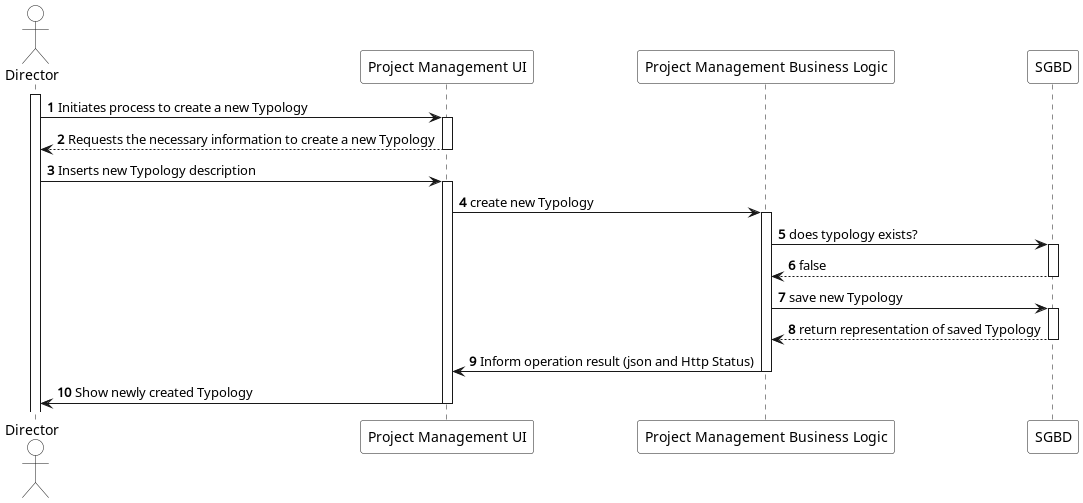 Director
Project Management UI
Project Management Business Logic
SGBD
1 Initiates process to create a new Typology
2 Requests the necessary information to create a new Typology
3 Inserts new Typology description
4 create new Typology
5 does typology exists?
6 false
7 save new Typology
8 return representation of saved Typology
9 Inform operation result (json and Http Status)
10 Show newly created Typology
Director
Project Management UI
Project Management Business Logic
SGBD